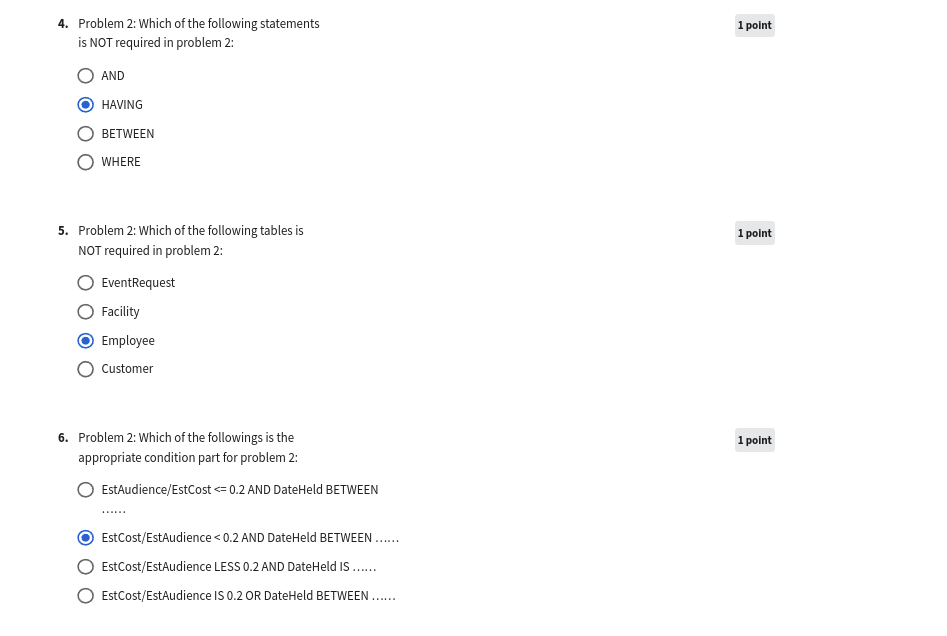 4. Problem 2: Which of the following statements
is NOT required in problem 2:
1 point
AND
HAVING
BETWEEN
WHERE
5. Problem 2: Which of the following tables is
NOT required in problem 2:
1 point
EventRequest
Facility
Employee
Customer
6. Problem 2: Which of the followings is the
appropriate condition part for problem 2:
1 point
EstAudience/EstCost <= 0.2 AND DateHeld BETWEEN
……
EstCost/EstAudience < 0.2 AND DateHeld BETWEEN ……
EstCost/EstAudience LESS 0.2 AND DateHeld IS ……
EstCost/EstAudience IS 0.2 OR DateHeld BETWEEN ……